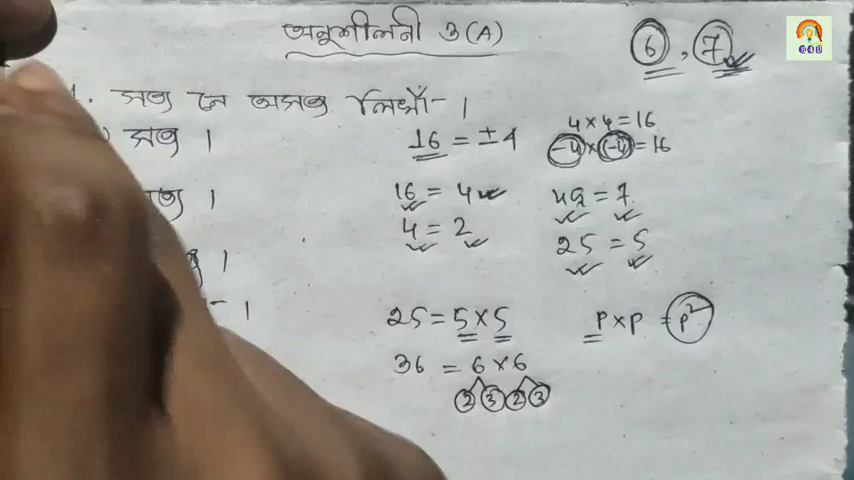 অনুশীলনী 3 (A)
6 , 7
1. সত্য নে অসত্য লিখাঁ- ।
সত্য । 16 = ±4
4 × 4 = 16
(-4) × (-4) = 16
সত্য । 16 = 4 49 = 7
4 = 2 25 = 5
25 = 5 × 5 P × P = P²
36 = 6 × 6
2 3 2 3